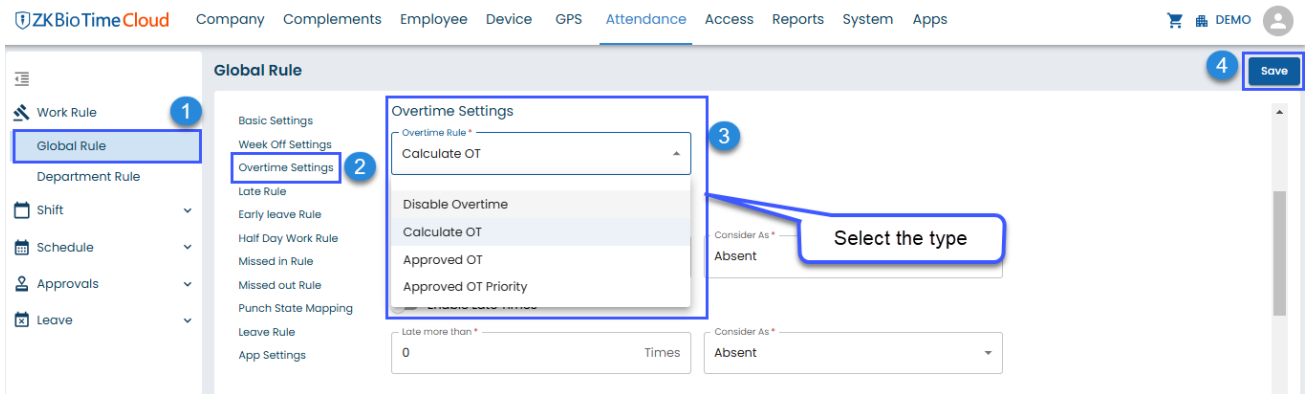 ZKBioTime Cloud Company Complements Employee Device GPS Attendance Access Reports System Apps DEMO
Global Rule
4
Save
Work Rule
1
Global Rule
Department Rule
Shift
Schedule
Approvals
Leave
Basic Settings
Week Off Settings
Overtime Settings
2
Late Rule
Early leave Rule
Half Day Work Rule
Missed in Rule
Missed out Rule
Punch State Mapping
Leave Rule
App Settings
Overtime Settings
Overtime Rule *
Calculate OT
3
Disable Overtime
Calculate OT
Approved OT
Approved OT Priority
Select the type
Consider As *
Absent
Late more than *
0 Times
Consider As *
Absent